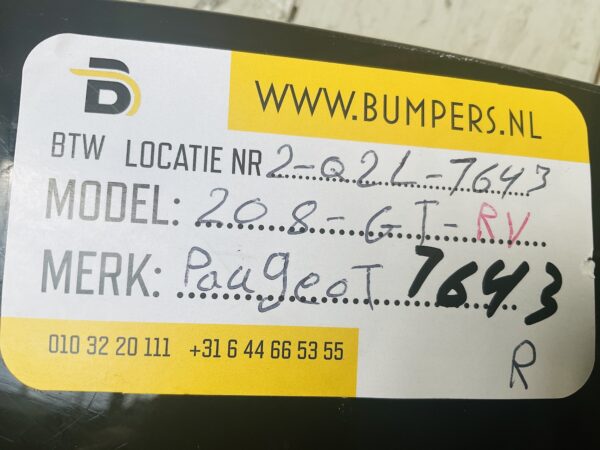 B
WWW.BUMPERS.NL
BTW LOCATIE NR 2-Q2L-7643
MODEL: 208-GT-RV
MERK: Paugeot 7643
010 32 20 111 +31 6 44 66 53 55
R